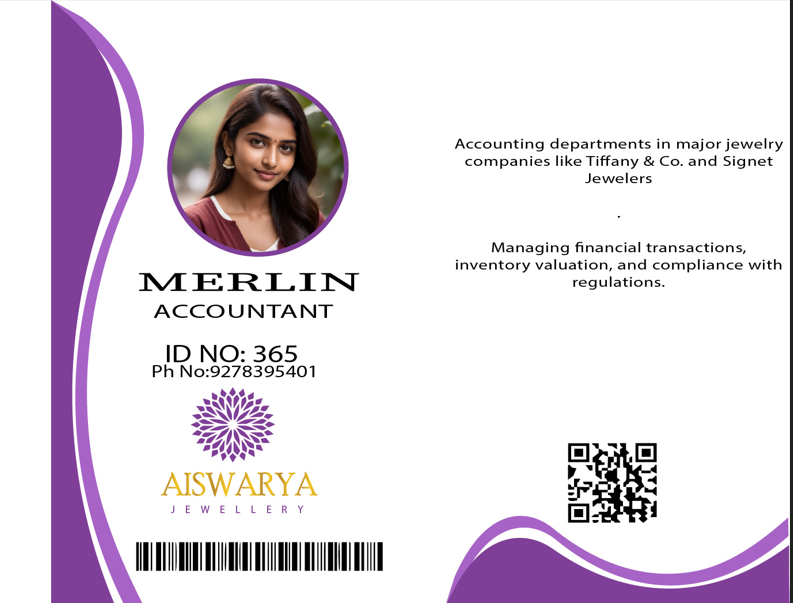 MERLIN
ACCOUNTANT
ID NO: 365
Ph No:9278395401
AISWARYA
JEWELLERY
Accounting departments in major jewelry
companies like Tiffany & Co. and Signet
Jewelers
.
Managing financial transactions,
inventory valuation, and compliance with
regulations.